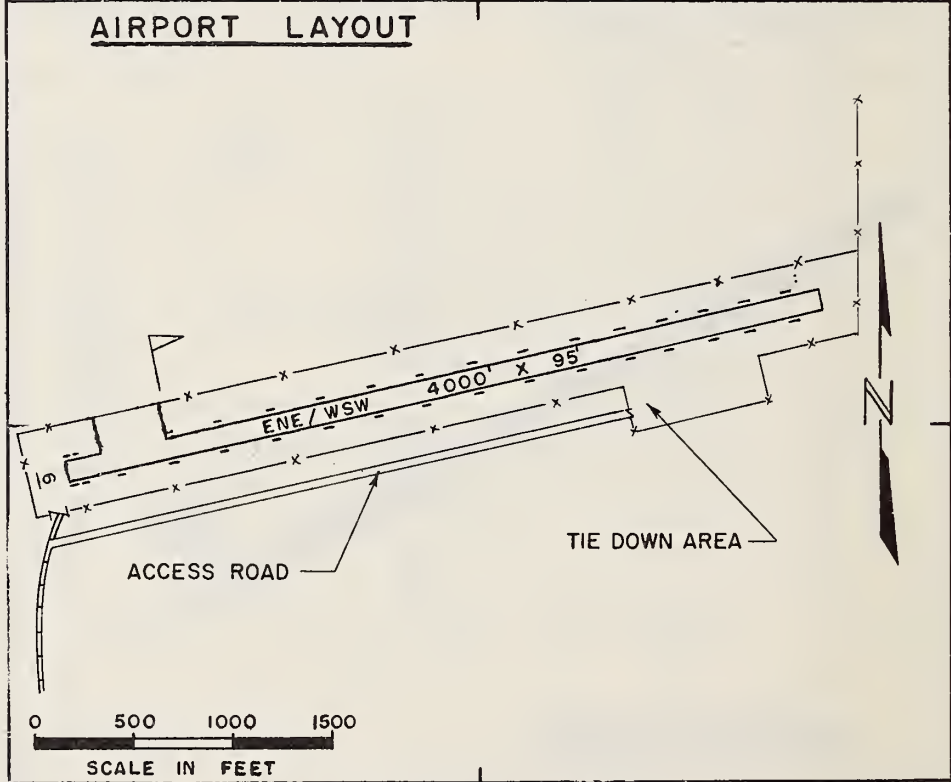 AIRPORT LAYOUT
ENE/WSW 4000' X 95'
9
N
TIE DOWN AREA
ACCESS ROAD
0 500 1000 1500
SCALE IN FEET